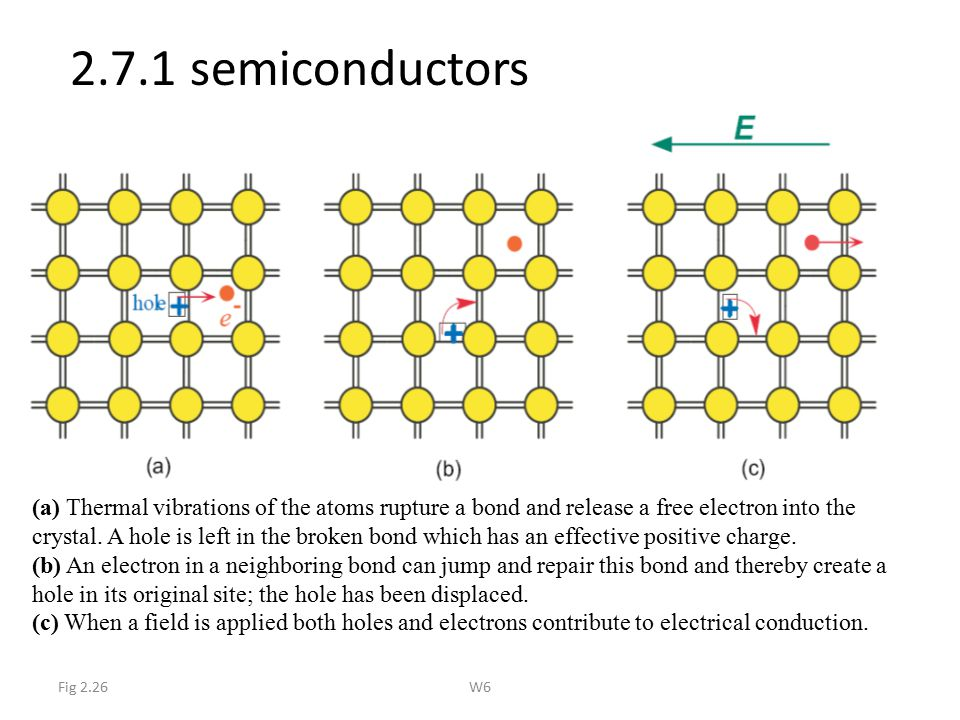 2.7.1 semiconductors
E
hole
+
e-
+
+
(a)
(b)
(c)
(a) Thermal vibrations of the atoms rupture a bond and release a free electron into the
crystal. A hole is left in the broken bond which has an effective positive charge.
(b) An electron in a neighboring bond can jump and repair this bond and thereby create a
hole in its original site; the hole has been displaced.
(c) When a field is applied both holes and electrons contribute to electrical conduction.
Fig 2.26
W6